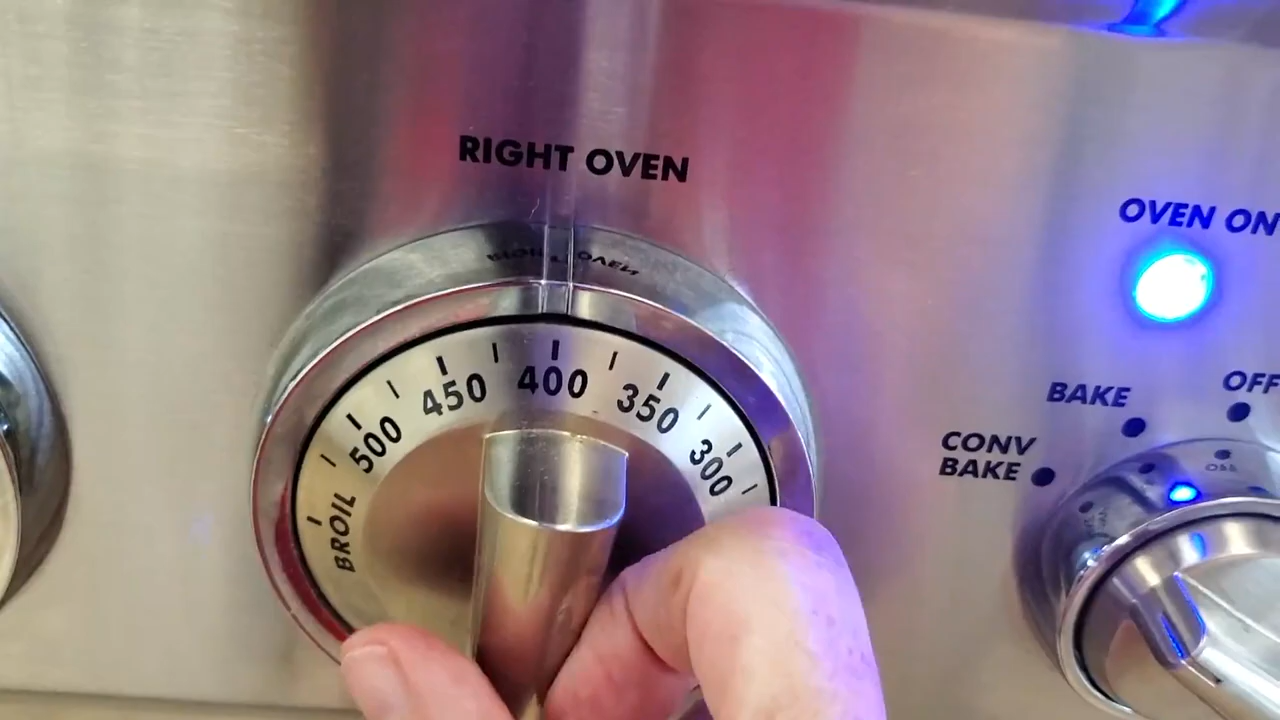 RIGHT OVEN
OVEN ON
BAKE
OFF
CONV
BAKE
BROIL 500 450 400 350 300